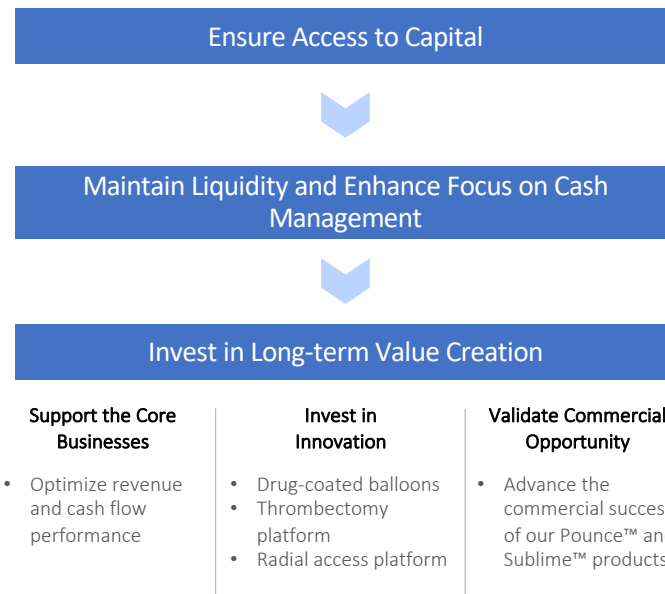 Ensure Access to Capital
Maintain Liquidity and Enhance Focus on Cash
Management
Invest in Long-term Value Creation
Support the Core
Businesses
• Optimize revenue
and cash flow
performance
Invest in
Innovation
• Drug-coated balloons
• Thrombectomy
platform
• Radial access platform
Validate Commercial
Opportunity
• Advance the
commercial succes
of our Pounce™ an
Sublime™ products